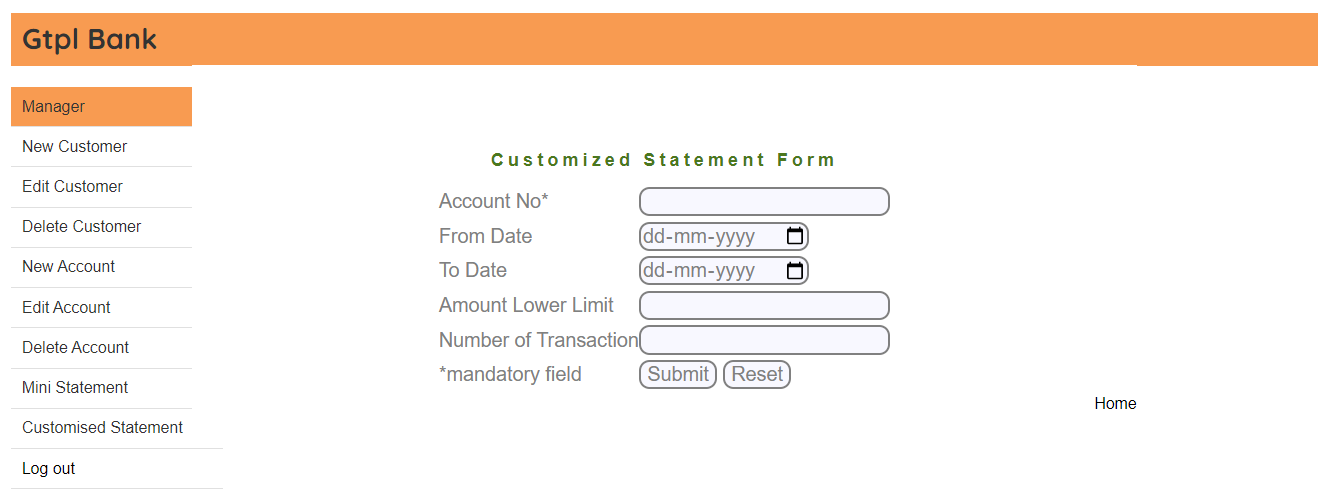 Gtpl Bank
Manager
New Customer
Edit Customer
Delete Customer
New Account
Edit Account
Delete Account
Mini Statement
Customised Statement
Log out
Customized Statement Form
Account No*
From Date dd-mm-yyyy
To Date dd-mm-yyyy
Amount Lower Limit
Number of Transaction
*mandatory field Submit Reset
Home